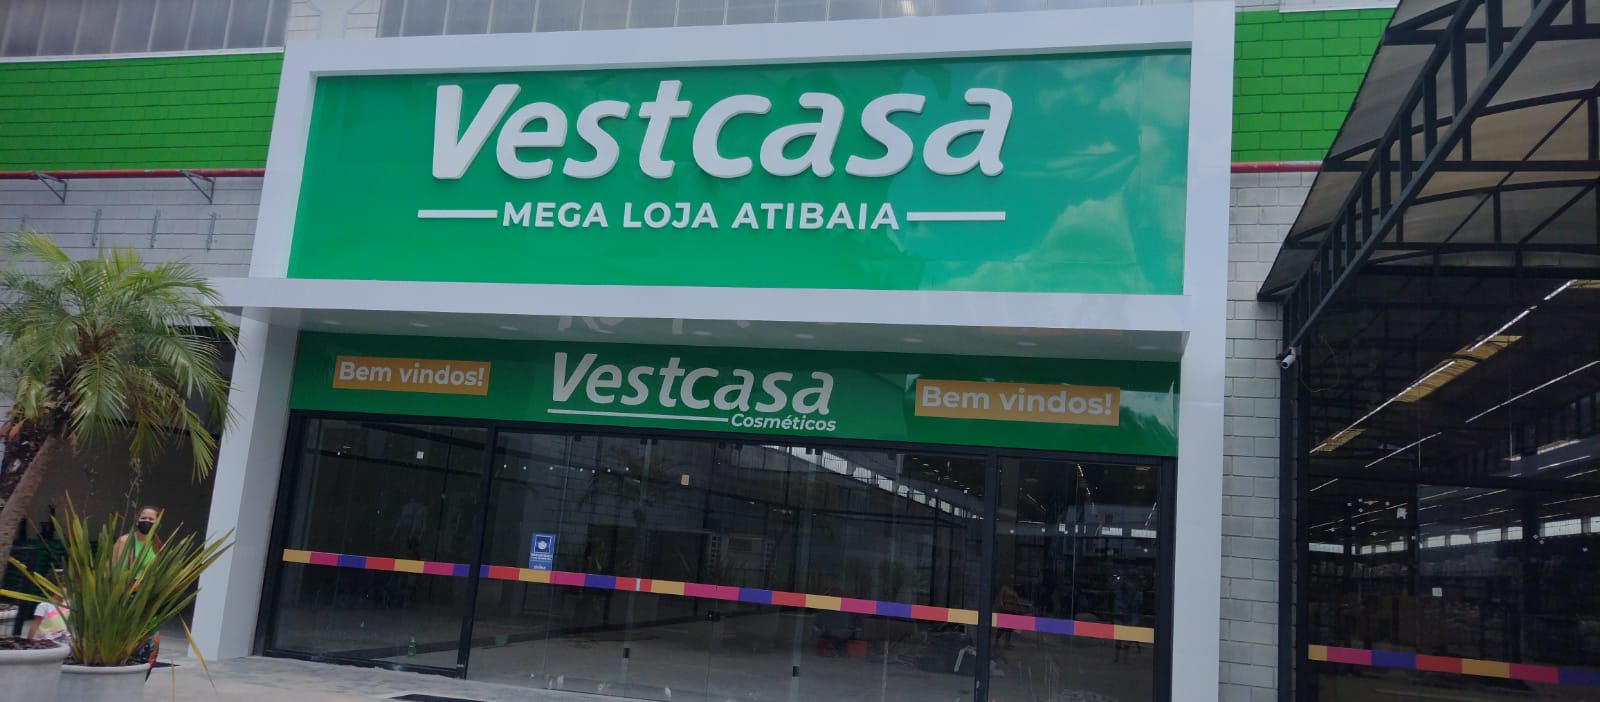 Vestcasa
MEGA LOJA ATIBAIA
Bem vindos!
Vestcasa
Cosméticos
Bem vindos!